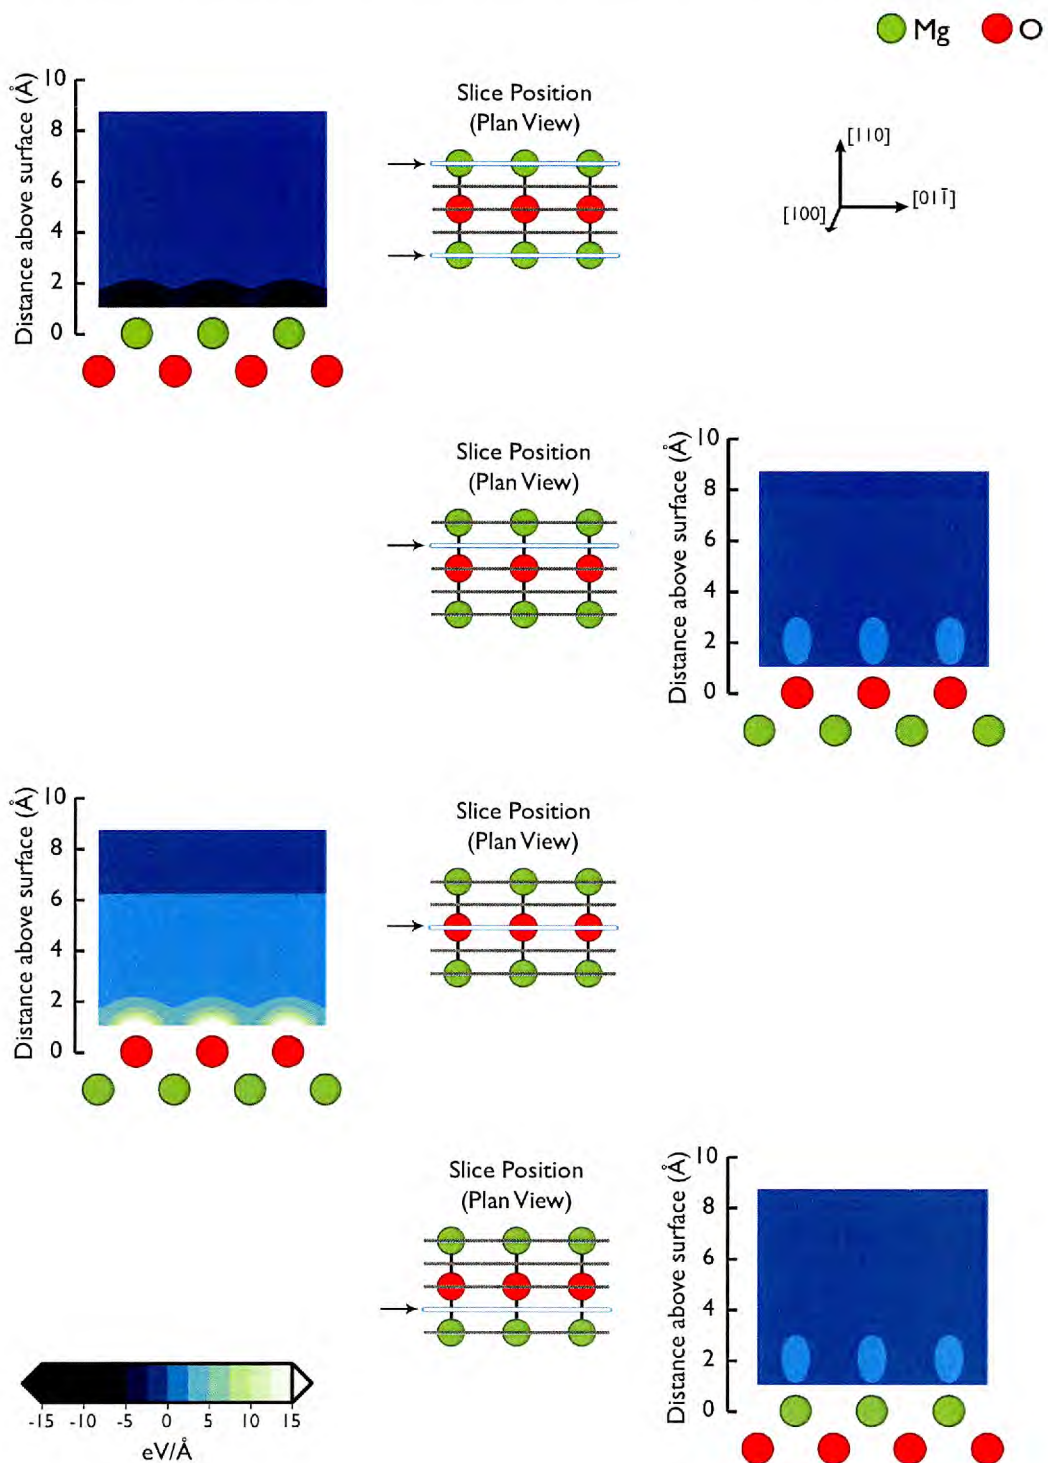 Mg O
10
8
6
4
2
0
Distance above surface (Å)
Slice Position
(Plan View)
[110]
[100]
[011̄]
Slice Position
(Plan View)
10
8
6
4
2
0
Distance above surface (Å)
10
8
6
4
2
0
Distance above surface (Å)
Slice Position
(Plan View)
Slice Position
(Plan View)
10
8
6
4
2
0
Distance above surface (Å)
-15 -10 -5 0 5 10 15
eV/Å